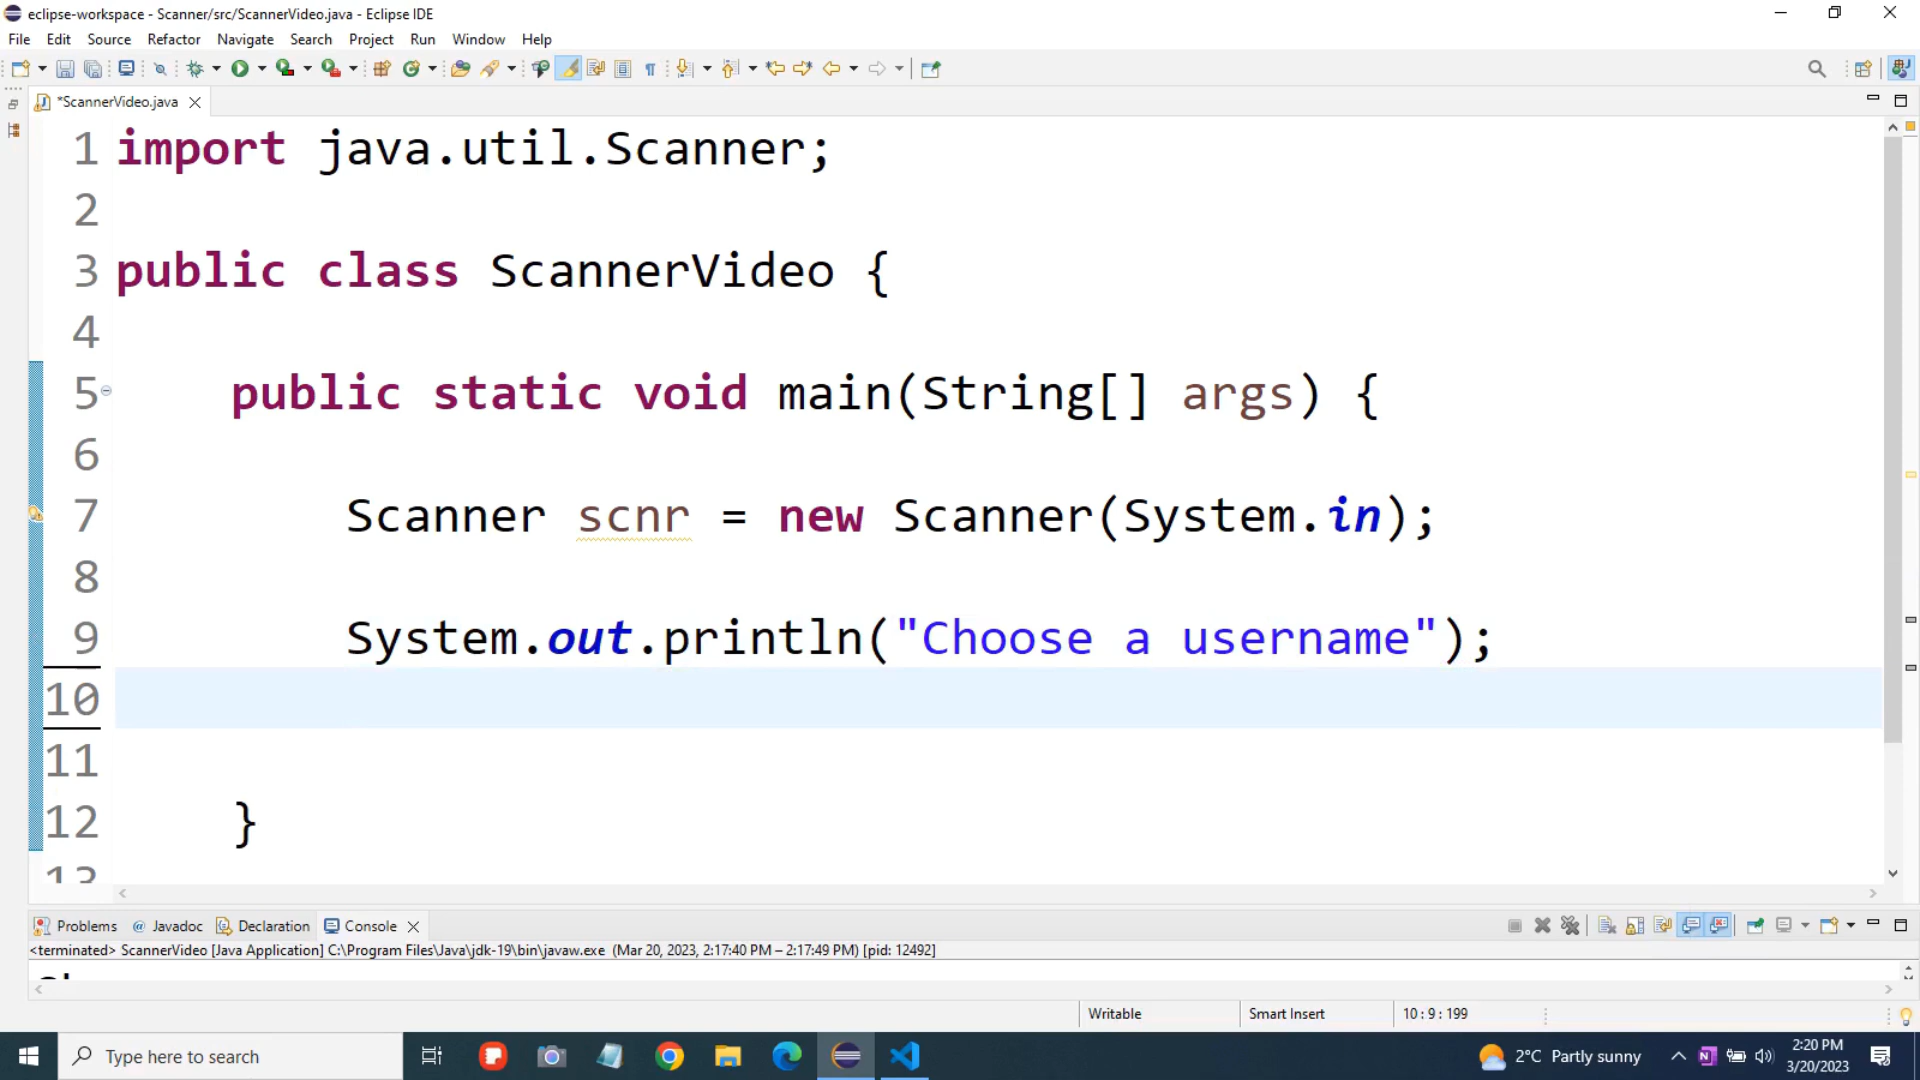 eclipse-workspace - Scanner/src/ScannerVideo.java - Eclipse IDE
File Edit Source Refactor Navigate Search Project Run Window Help
*ScannerVideo.java
1 import java.util.Scanner;
2
3 public class ScannerVideo {
4
5 public static void main(String[] args) {
6
7 Scanner scnr = new Scanner(System.in);
8
9 System.out.println("Choose a username");
10
11
12 }
13
Problems @ Javadoc Declaration Console
<terminated> ScannerVideo [Java Application] C:\Program Files\Java\jdk-19\bin\javaw.exe (Mar 20, 2023, 2:17:40 PM – 2:17:49 PM) [pid: 12492]
Writable Smart Insert 10 : 9 : 199
Type here to search
2°C Partly sunny
2:20 PM
3/20/2023